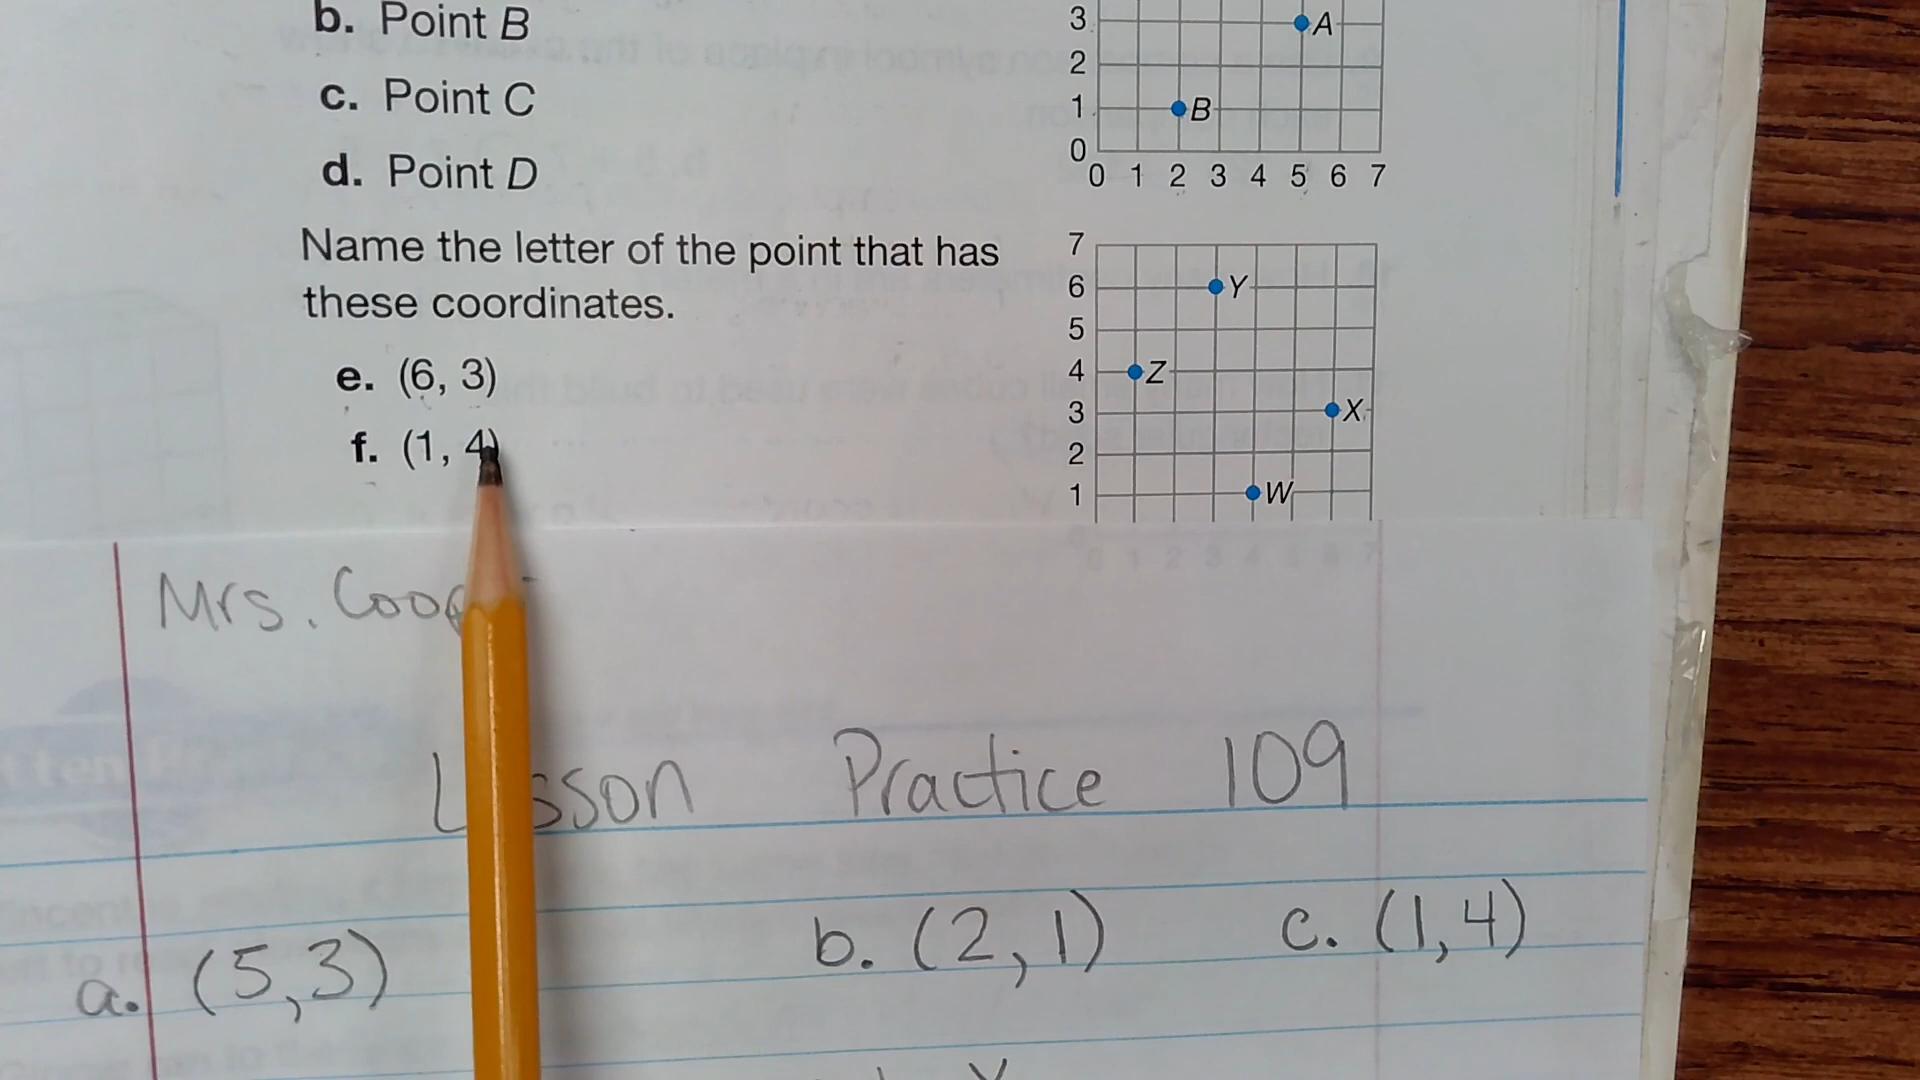 b. Point B
c. Point C
d. Point D
3
A
2
1
B
0
0 1 2 3 4 5 6 7
Name the letter of the point that has
these coordinates.
e. (6, 3)
f. (1, 4)
7
6
Y
5
4
Z
3
X
2
1
W
Mrs.
Practice 109
a. (5,3)
b. (2,1)
c. (1,4)